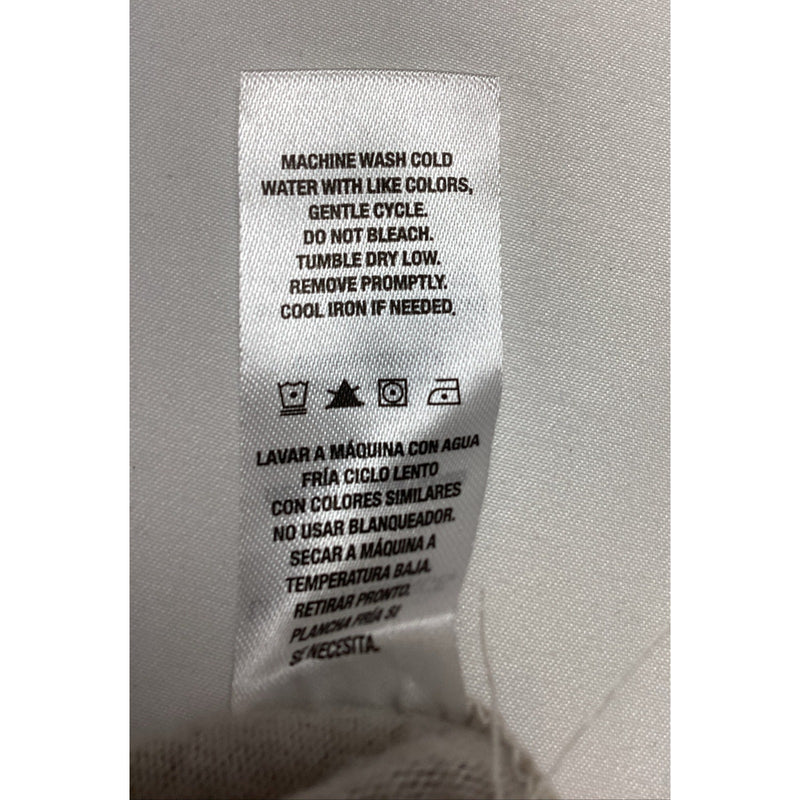 MACHINE WASH COLD
WATER WITH LIKE COLORS,
GENTLE CYCLE.
DO NOT BLEACH.
TUMBLE DRY LOW.
REMOVE PROMPTLY.
COOL IRON IF NEEDED.
LAVAR A MÁQUINA CON AGUA
FRÍA CICLO LENTO
CON COLORES SIMILARES
NO USAR BLANQUEADOR.
SECAR A MÁQUINA A
TEMPERATURA BAJA.
RETIRAR PRONTO.
PLANCHA FRÍA SI
SE NECESITA.